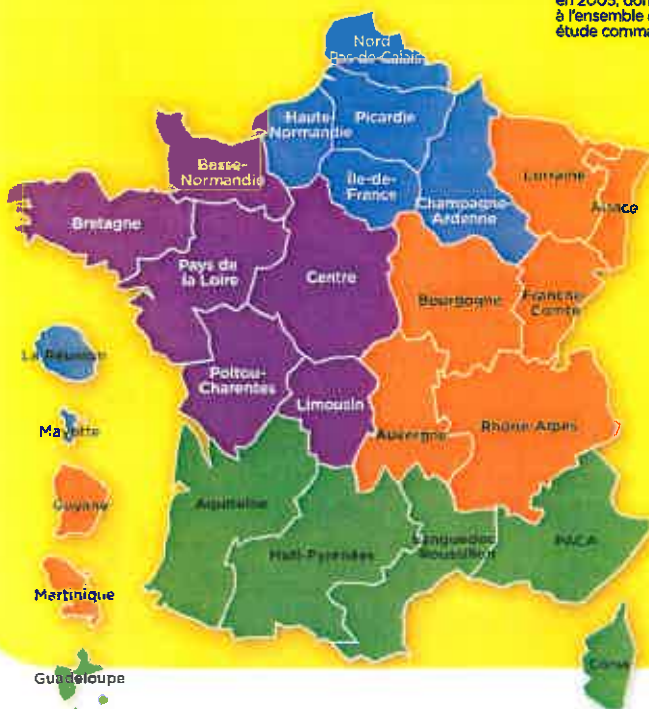 en 2005, don
à l'ensemble
étude comma
Nord
Pas-de-Calais
Haute-
Normandie
Picardie
Basse-
Normandie
Île-de-
France
Champagne-
Ardenne
Lorraine
Alsace
Bretagne
Pays de
la Loire
Centre
Bourgogne
Franche-
Comté
La Réunion
Poitou-
Charentes
Limousin
Auvergne
Rhône-Alpes
Mayotte
Guyane
Aquitaine
Midi-Pyrénées
Languedoc
Roussillon
PACA
Martinique
Corse
Guadeloupe